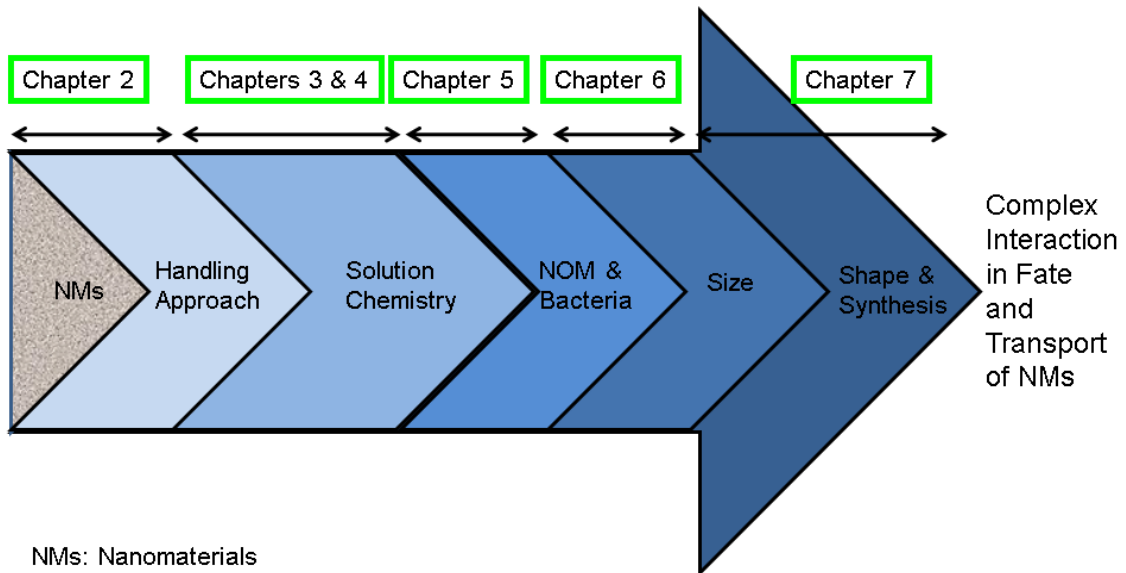 Chapter 2
Chapters 3 & 4
Chapter 5
Chapter 6
Chapter 7
NMs
Handling
Approach
Solution
Chemistry
NOM &
Bacteria
Size
Shape &
Synthesis
Complex
Interaction
in Fate
and
Transport
of NMs
NMs: Nanomaterials